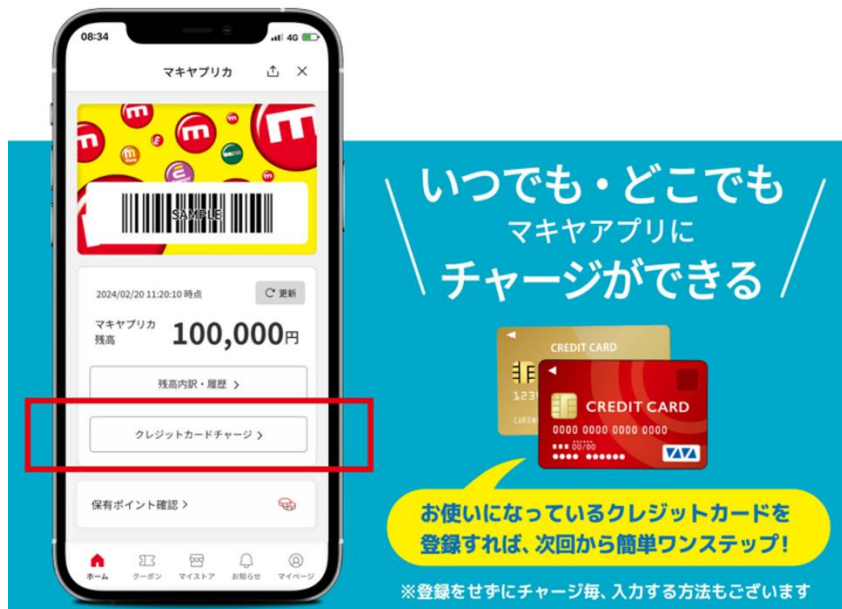 08:34
4G
マキヤプリカ
SAMPLE
2024/02/20 11:20:10 時点
更新
マキヤプリカ
残高
100,000円
残高内訳・履歴
クレジットカードチャージ
保有ポイント確認
ホーム
クーポン
マイストア
お知らせ
マイページ
いつでも・どこでも
マキヤアプリに
チャージができる
CREDIT CARD
CREDIT CARD
0000 0000 0000 0000
00/00
VAVA
お使いになっているクレジットカードを
登録すれば、次回から簡単ワンステップ!
※登録をせずにチャージ毎、入力する方法もございます